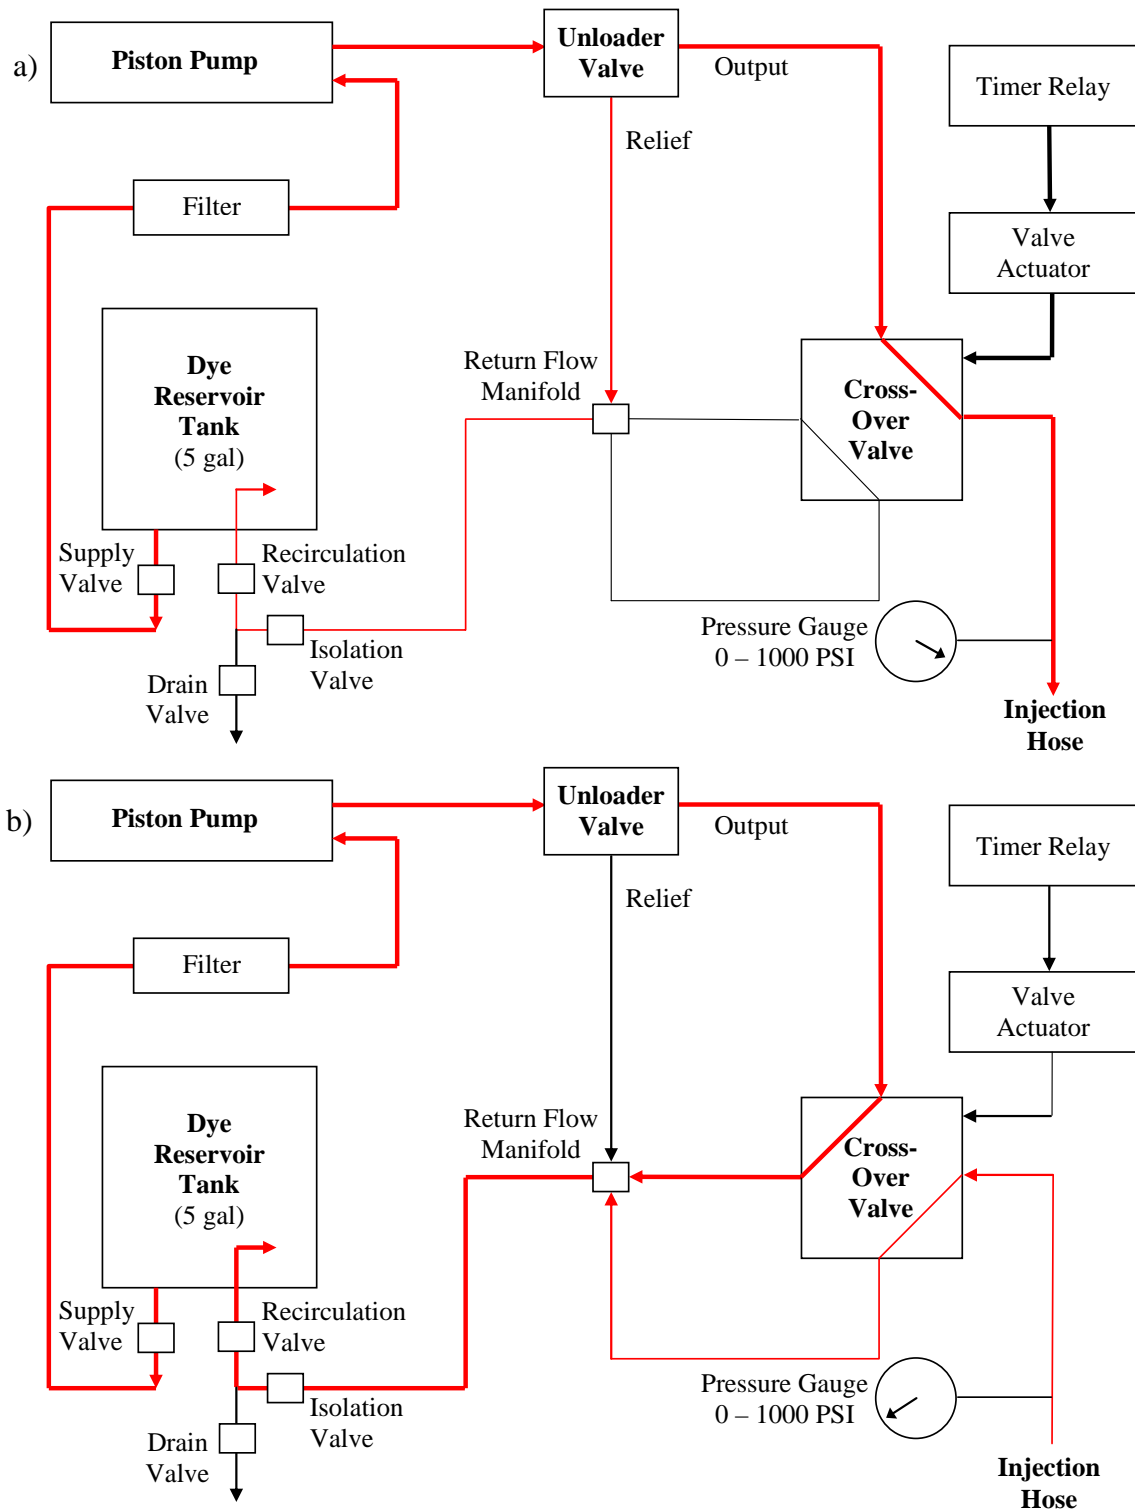 a)
Piston Pump
Unloader
Valve
Output
Timer Relay
Relief
Filter
Valve
Actuator
Dye
Reservoir
Tank
(5 gal)
Return Flow
Manifold
Cross-
Over
Valve
Supply
Valve
Recirculation
Valve
Isolation
Valve
Drain
Valve
Pressure Gauge
0 – 1000 PSI
Injection
Hose
b)
Piston Pump
Unloader
Valve
Output
Timer Relay
Relief
Filter
Valve
Actuator
Dye
Reservoir
Tank
(5 gal)
Return Flow
Manifold
Cross-
Over
Valve
Supply
Valve
Recirculation
Valve
Isolation
Valve
Drain
Valve
Pressure Gauge
0 – 1000 PSI
Injection
Hose